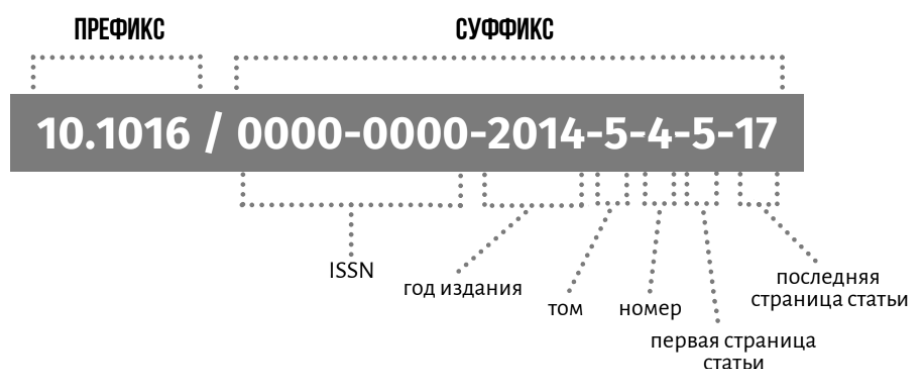 ПРЕФИКС
СУФФИКС
10.1016 / 0000-0000-2014-5-4-5-17
ISSN
год издания
том
номер
первая страница
статьи
последняя
страница статьи